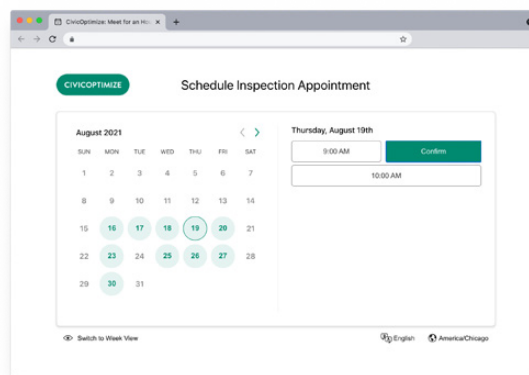 CivicOptimize: Meet for an Hou
CIVICOPTIMIZE
Schedule Inspection Appointment
August 2021
SUN MON TUE WED THU FRI SAT
1 2 3 4 5 6 7
8 9 10 11 12 13 14
15 16 17 18 19 20 21
22 23 24 25 26 27 28
29 30 31
Thursday, August 19th
9:00 AM Confirm
10:00 AM
Switch to Week View
English America/Chicago